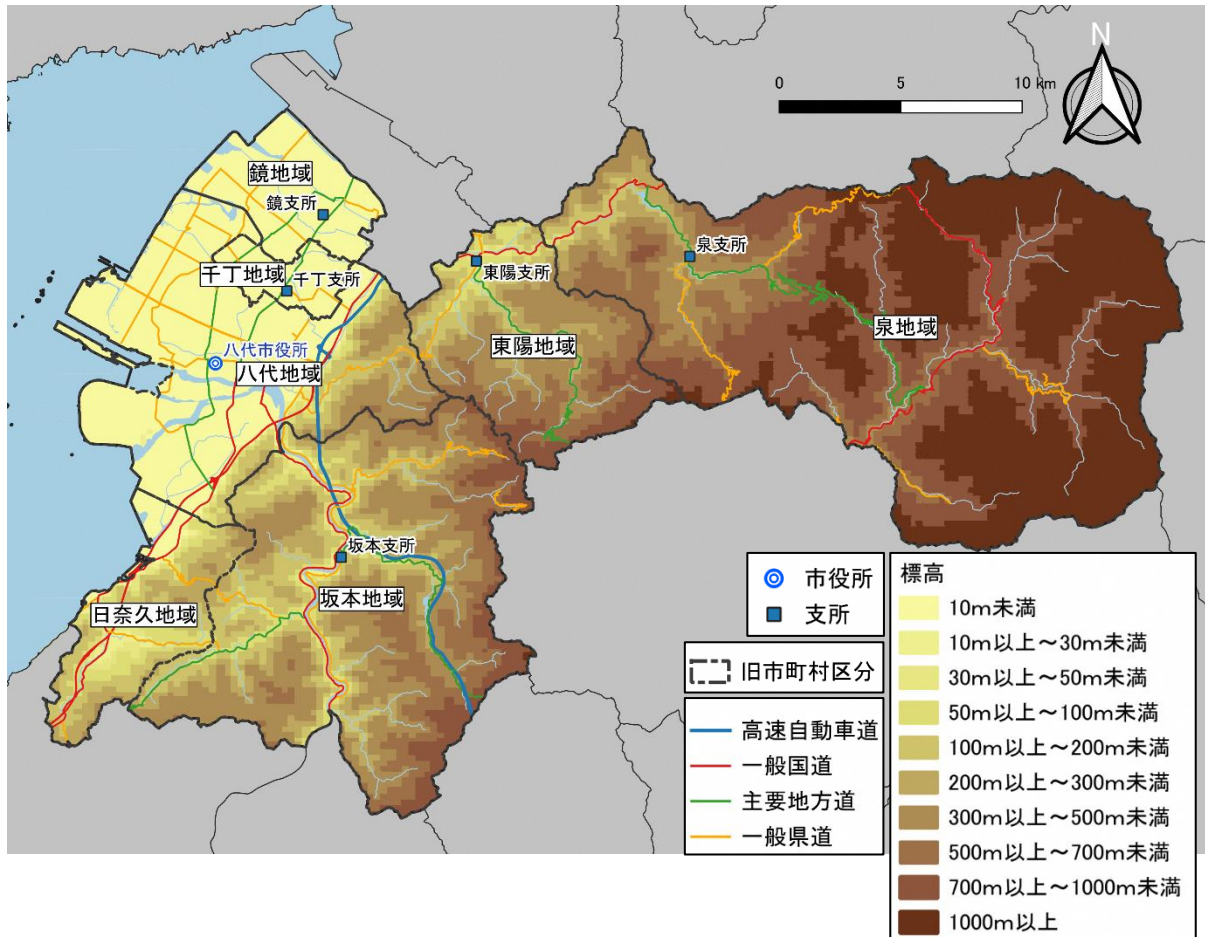 N
0 5 10 km
鏡地域
鏡支所
千丁地域
千丁支所
泉支所
東陽支所
泉地域
東陽地域
八代市役所
八代地域
坂本支所
坂本地域
日奈久地域
市役所
支所
旧市町村区分
高速自動車道
一般国道
主要地方道
一般県道
標高
10m未満
10m以上～30m未満
30m以上～50m未満
50m以上～100m未満
100m以上～200m未満
200m以上～300m未満
300m以上～500m未満
500m以上～700m未満
700m以上～1000m未満
1000m以上